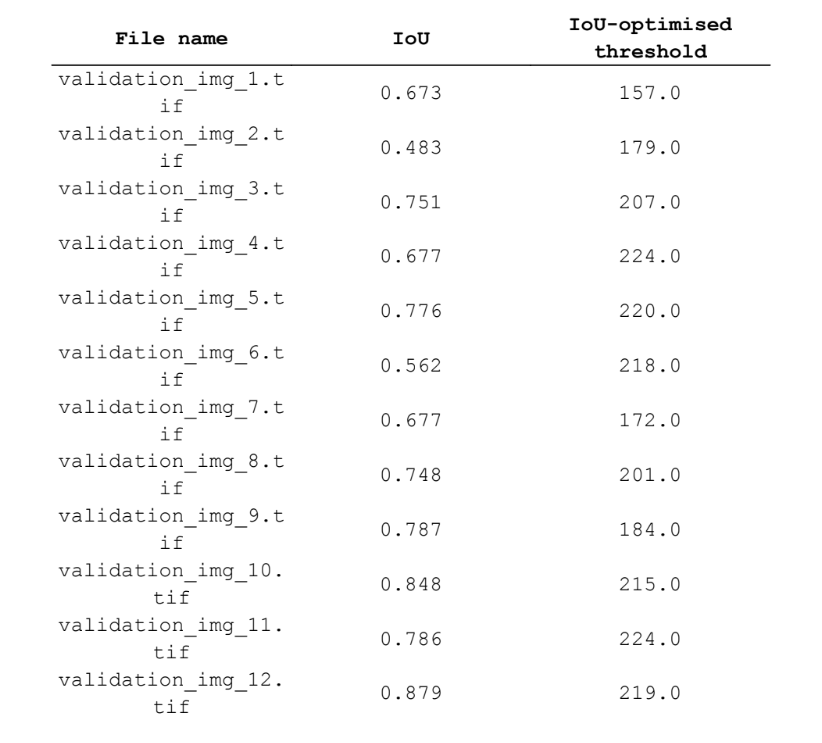 File name IoU IoU-optimised
threshold
validation_img_1.t
if 0.673 157.0
validation_img_2.t
if 0.483 179.0
validation_img_3.t
if 0.751 207.0
validation_img_4.t
if 0.677 224.0
validation_img_5.t
if 0.776 220.0
validation_img_6.t
if 0.562 218.0
validation_img_7.t
if 0.677 172.0
validation_img_8.t
if 0.748 201.0
validation_img_9.t
if 0.787 184.0
validation_img_10.
tif 0.848 215.0
validation_img_11.
tif 0.786 224.0
validation_img_12.
tif 0.879 219.0